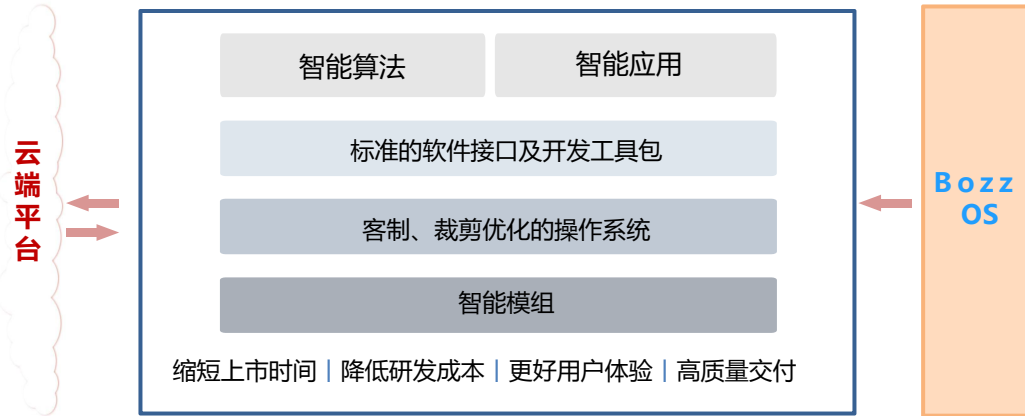 云端平台
智能算法
智能应用
标准的软件接口及开发工具包
客制、裁剪优化的操作系统
智能模组
缩短上市时间|降低研发成本|更好用户体验|高质量交付
Bozz
OS